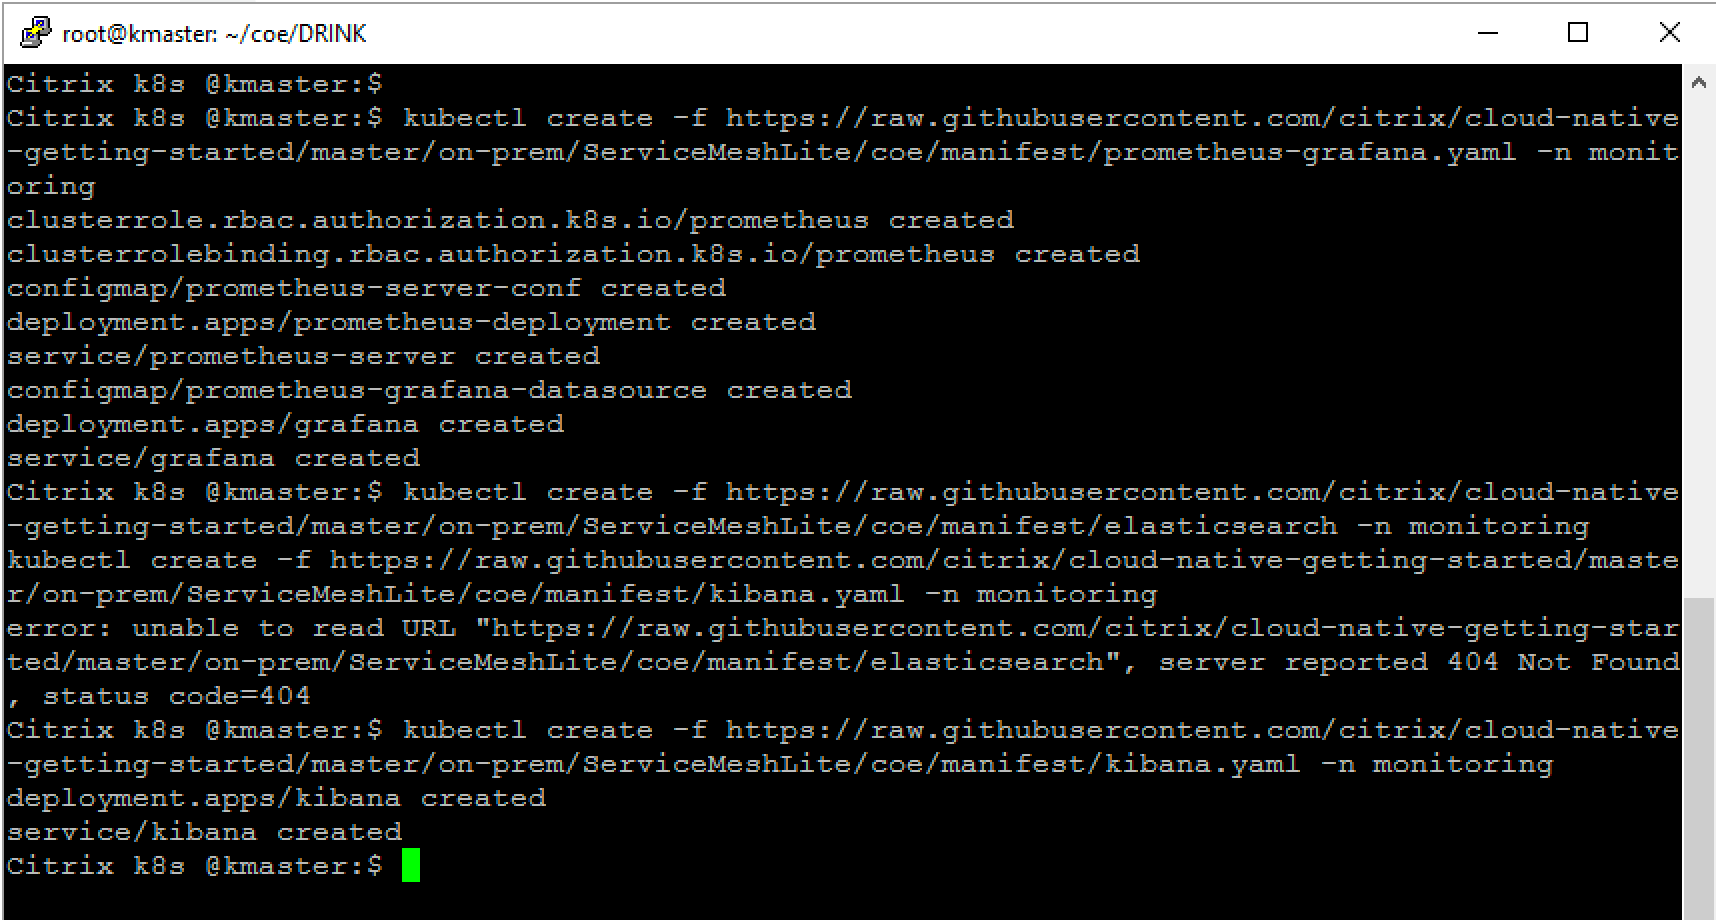 root@kmaster: ~/coe/DRINK
Citrix k8s @kmaster:$
Citrix k8s @kmaster:$ kubectl create -f https://raw.githubusercontent.com/citrix/cloud-native
-getting-started/master/on-prem/ServiceMeshLite/coe/manifest/prometheus-grafana.yaml -n monit
oring
clusterrole.rbac.authorization.k8s.io/prometheus created
clusterrolebinding.rbac.authorization.k8s.io/prometheus created
configmap/prometheus-server-conf created
deployment.apps/prometheus-deployment created
service/prometheus-server created
configmap/prometheus-grafana-datasource created
deployment.apps/grafana created
service/grafana created
Citrix k8s @kmaster:$ kubectl create -f https://raw.githubusercontent.com/citrix/cloud-native
-getting-started/master/on-prem/ServiceMeshLite/coe/manifest/elasticsearch -n monitoring
kubectl create -f https://raw.githubusercontent.com/citrix/cloud-native-getting-started/maste
r/on-prem/ServiceMeshLite/coe/manifest/kibana.yaml -n monitoring
error: unable to read URL "https://raw.githubusercontent.com/citrix/cloud-native-getting-star
ted/master/on-prem/ServiceMeshLite/coe/manifest/elasticsearch", server reported 404 Not Found
, status code=404
Citrix k8s @kmaster:$ kubectl create -f https://raw.githubusercontent.com/citrix/cloud-native
-getting-started/master/on-prem/ServiceMeshLite/coe/manifest/kibana.yaml -n monitoring
deployment.apps/kibana created
service/kibana created
Citrix k8s @kmaster:$